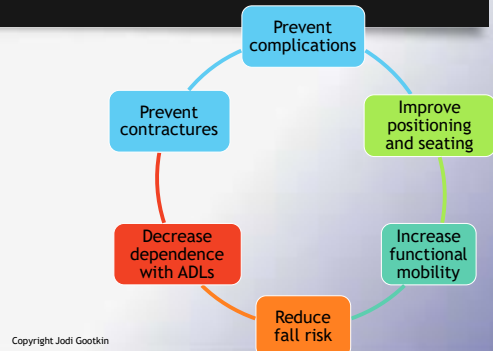 Prevent
complications
Improve
positioning
and seating
Increase
functional
mobility
Reduce
fall risk
Decrease
dependence
with ADLs
Prevent
contractures
Copyright Jodi Gootkin